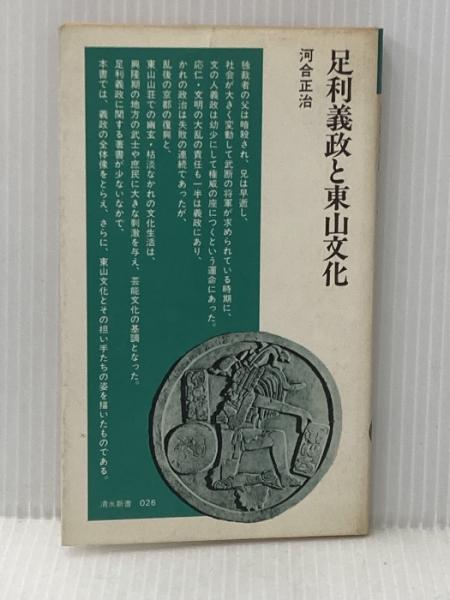 足利義政と東山文化
河合正治
独裁者の父は暗殺され、兄は早逝し、
社会が大きく変動して武断の将軍が求められている時期に、
文の人義政は幼少にして権威の座につくという運命にあった。
応仁・文明の大乱の責任も一半は義政にあり、
かれの政治は失敗の連続であったが、
乱後の京都の復興と、
東山山荘での幽玄・枯淡なかれの文化生活は、
興隆期の地方の武士や庶民に大きな刺激を与え、芸能文化の基調となった。
足利義政に関する著書が少ないなかで、
本書では、義政の全体像をとらえ、さらに、東山文化とその担い手たちの姿を描いたものである。
清水新書 026